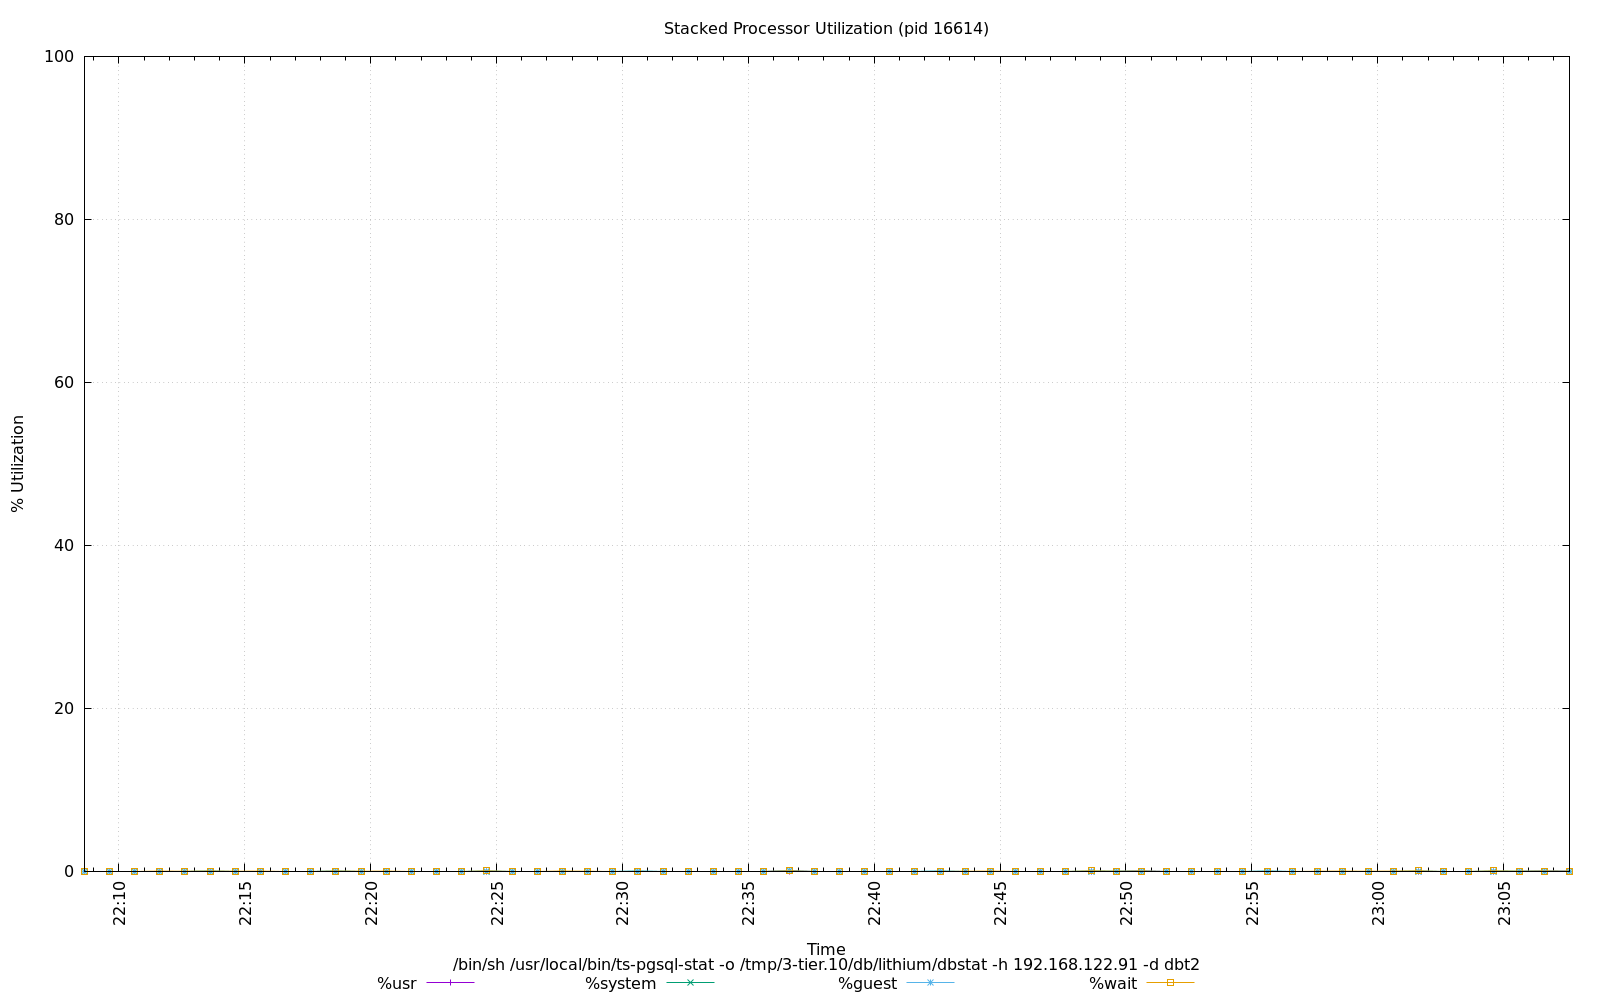 Stacked Processor Utilization (pid 16614)
100
80
60
40
20
0
% Utilization
22:10 22:15 22:20 22:25 22:30 22:35 22:40 22:45 22:50 22:55 23:00 23:05
Time
/bin/sh /usr/local/bin/ts-pgsql-stat -o /tmp/3-tier.10/db/lithium/dbstat -h 192.168.122.91 -d dbt2
%usr %system %guest %wait